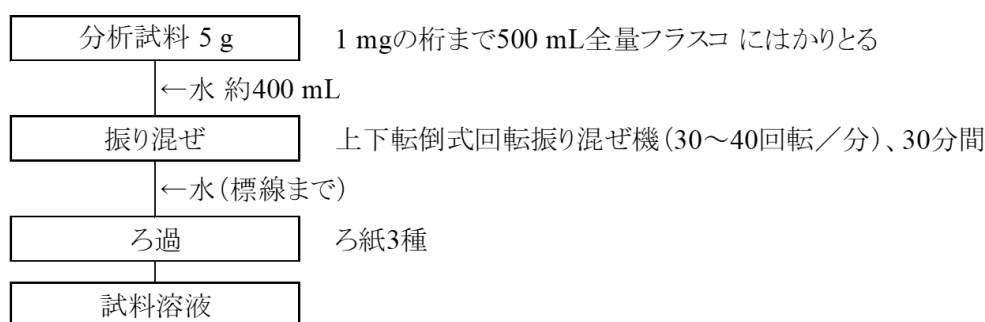 分析試料 5 g 1 mgの桁まで500 mL全量フラスコ にはかりとる
←水 約400 mL
振り混ぜ 上下転倒式回転振り混ぜ機(30～40回転／分)、30分間
←水(標線まで)
ろ過 ろ紙3種
試料溶液